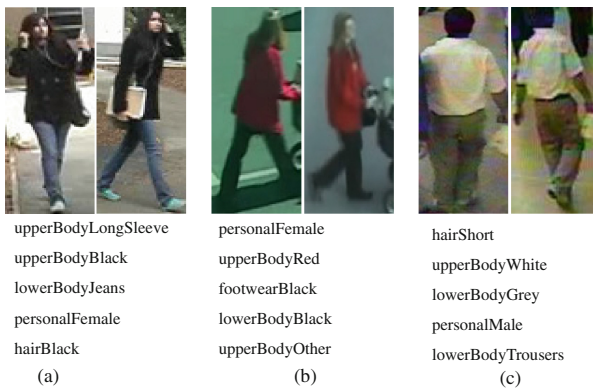 upperBodyLongSleeve
upperBodyBlack
lowerBodyJeans
personalFemale
hairBlack
(a)
personalFemale
upperBodyRed
footwearBlack
lowerBodyBlack
upperBodyOther
(b)
hairShort
upperBodyWhite
lowerBodyGrey
personalMale
lowerBodyTrousers
(c)